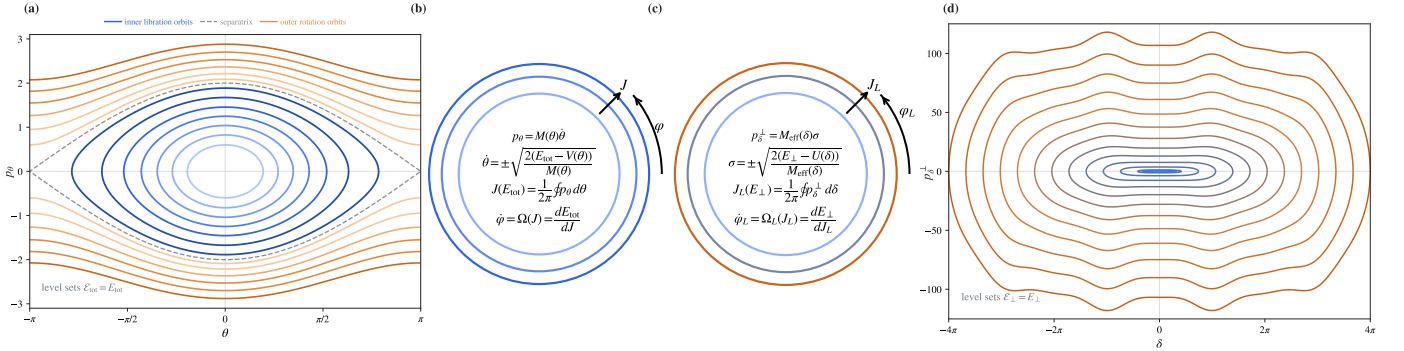 (a)
inner libration orbits
separatrix
outer rotation orbits
3
2
1
0
−1
−2
−3
p_θ
level sets ℰ_tot = E_tot
−π
−π/2
0
π/2
π
θ
(b)
J
φ
p_θ = M(θ)θ̇
θ̇ = ±√(2(E_tot − V(θ))/M(θ))
J(E_tot) = 1/2π ∮p_θ dθ
φ̇ = Ω(J) = dE_tot/dJ
(c)
J_L
φ_L
p_δ^⊥ = M_eff(δ)σ
σ = ±√(2(E_⊥ − U(δ))/M_eff(δ))
J_L(E_⊥) = 1/2π ∮p_δ^⊥ dδ
φ̇_L = Ω_L(J_L) = dE_⊥/dJ_L
(d)
100
50
0
−50
−100
p_δ^⊥
level sets ℰ_⊥ = E_⊥
−4π
−2π
0
2π
4π
δ